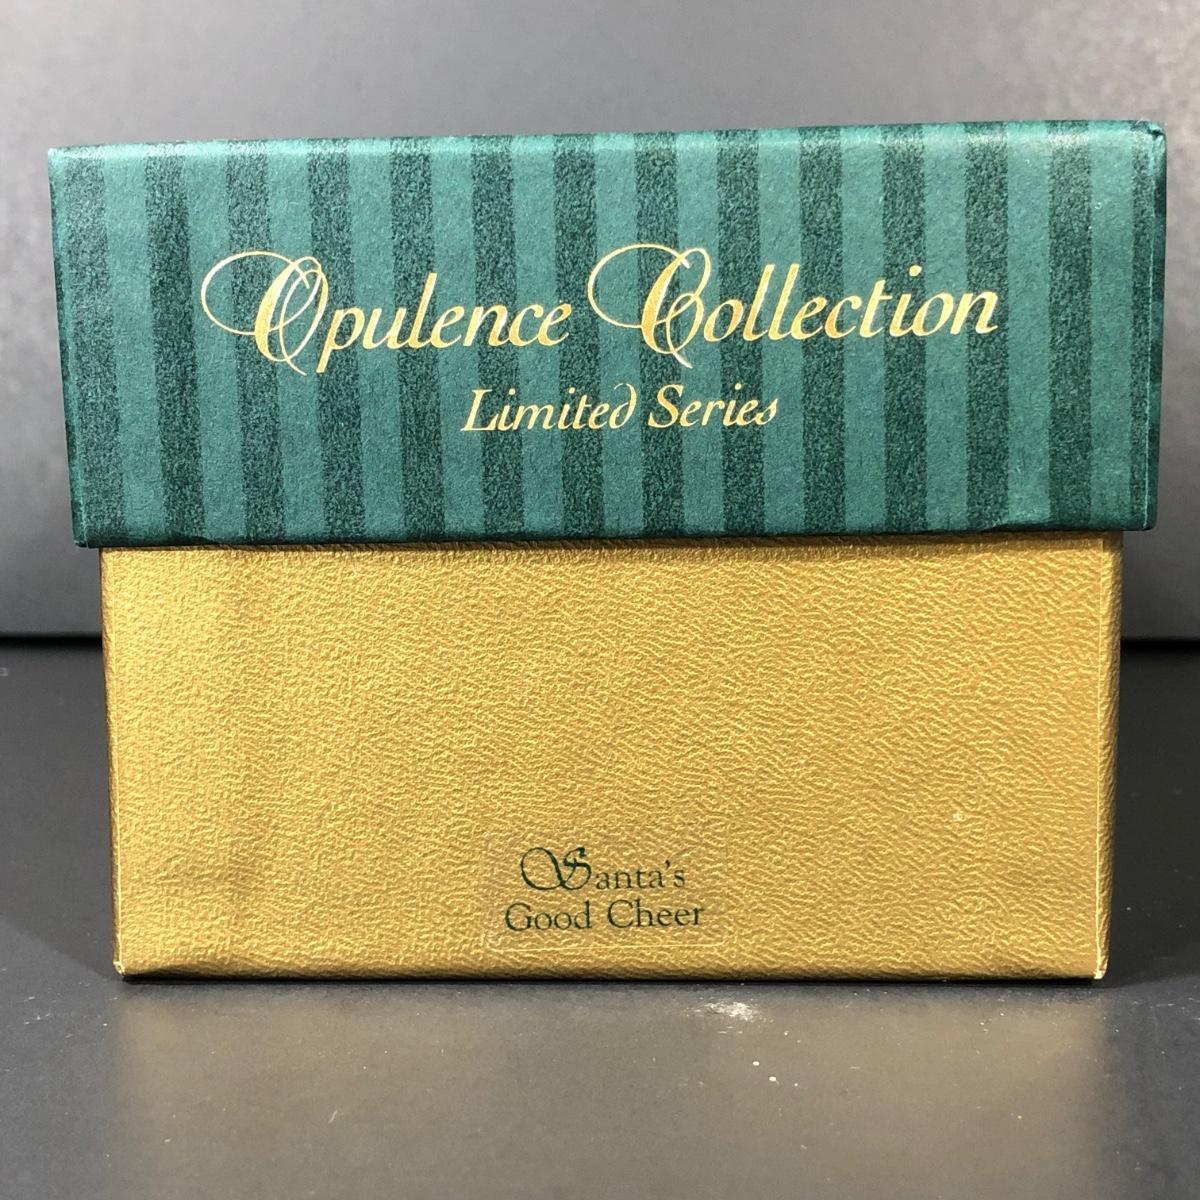 Opulence Collection
Limited Series
Santa's
Good Cheer